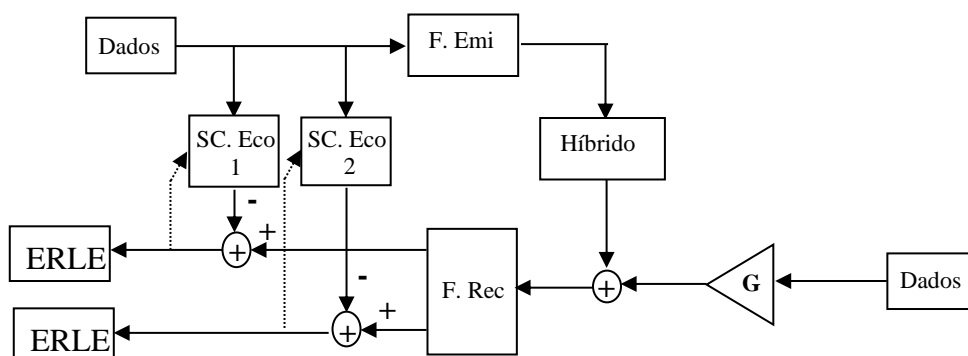 Dados
F. Emi
SC. Eco
1
SC. Eco
2
Híbrido
-
+
+
ERLE
-
+
+
ERLE
F. Rec
+
G
Dados